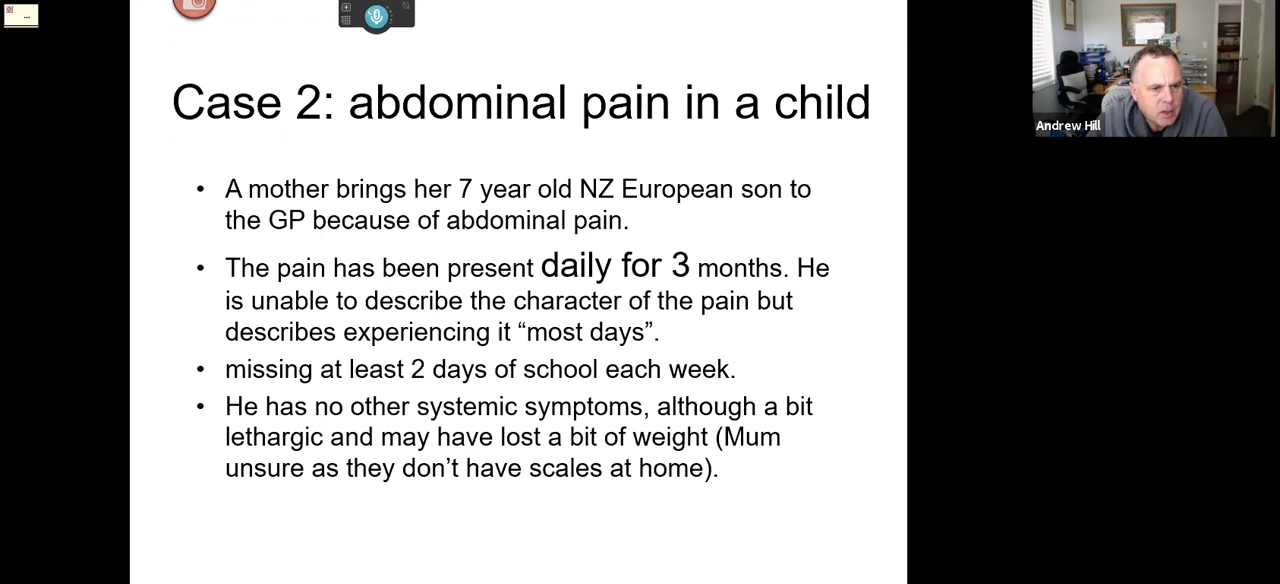 Case 2: abdominal pain in a child
• A mother brings her 7 year old NZ European son to
the GP because of abdominal pain.
• The pain has been present daily for 3 months. He
is unable to describe the character of the pain but
describes experiencing it “most days”.
• missing at least 2 days of school each week.
• He has no other systemic symptoms, although a bit
lethargic and may have lost a bit of weight (Mum
unsure as they don’t have scales at home).
Andrew Hill